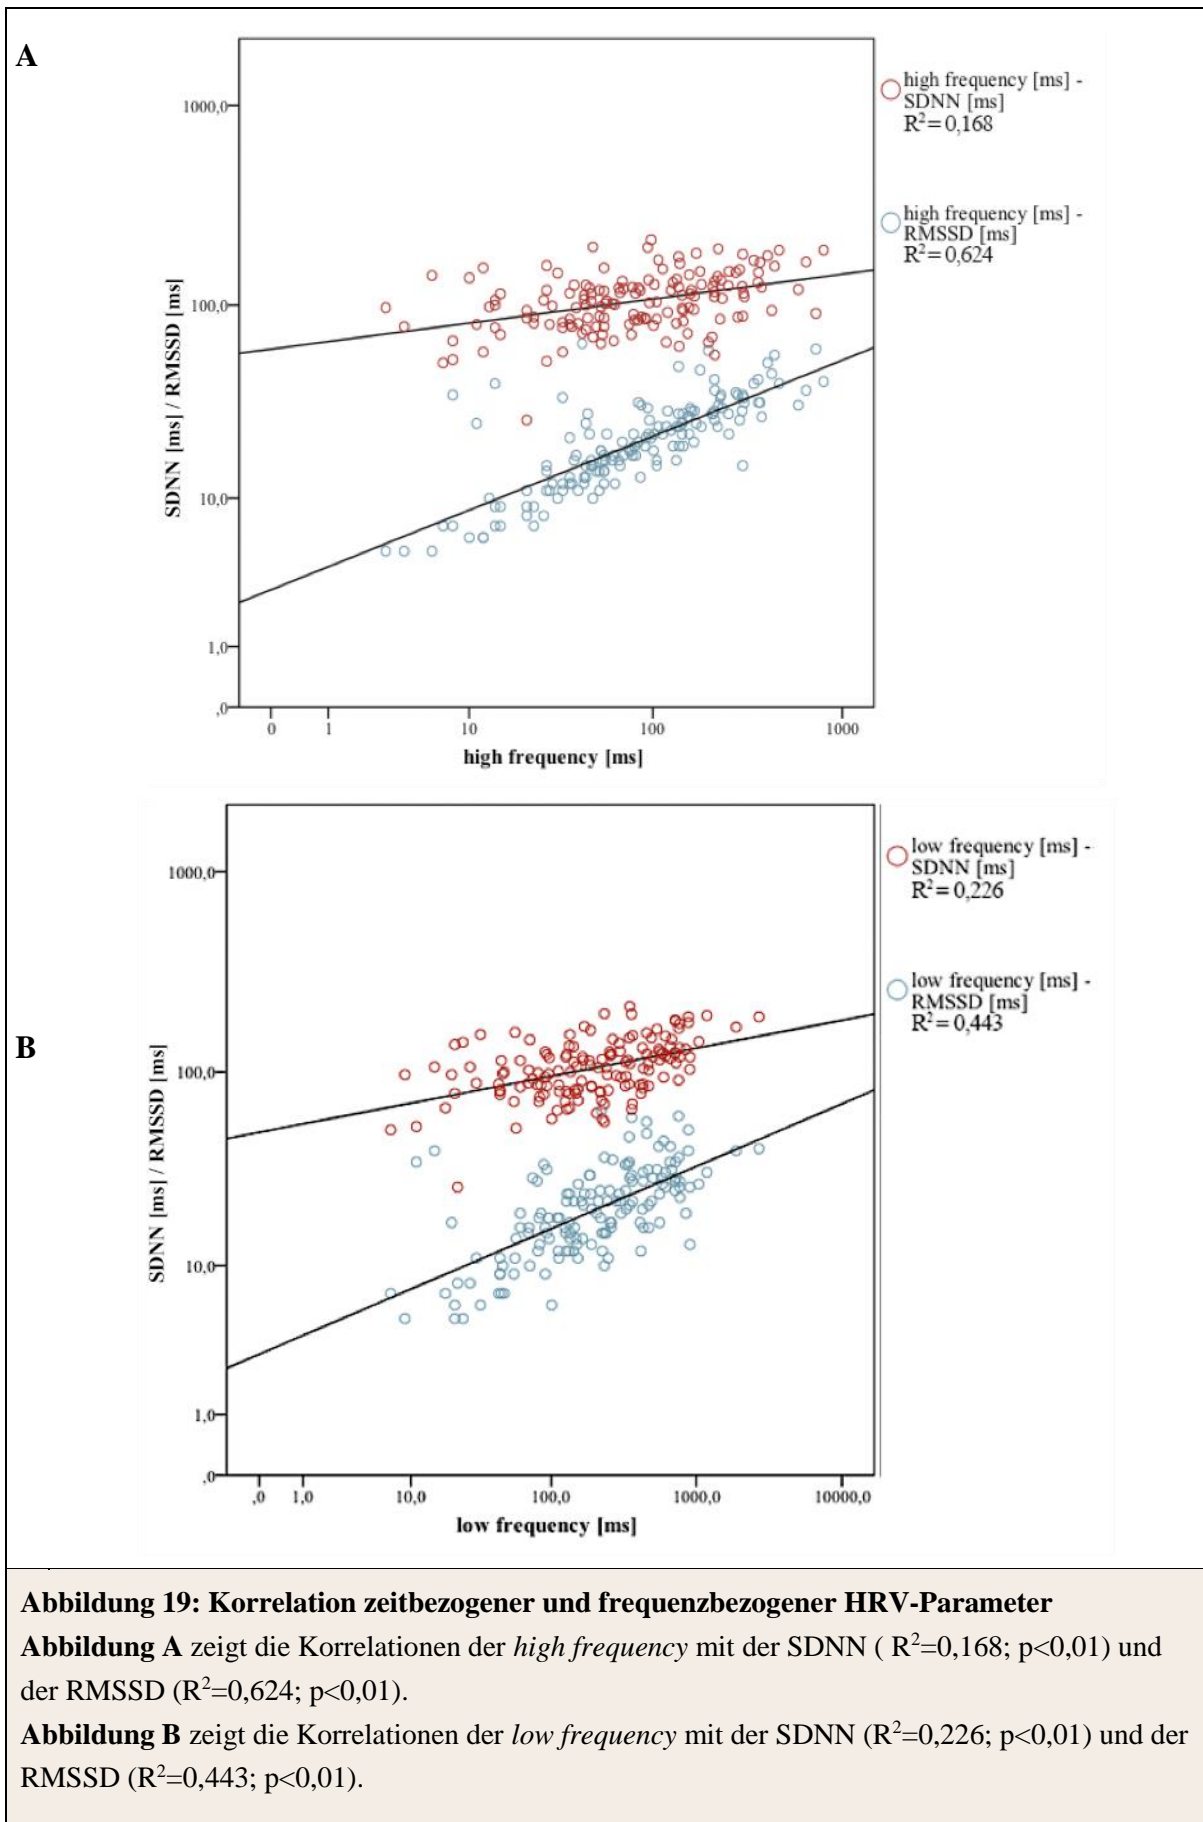 A
1000,0
100,0
10,0
1,0
,0
SDNN [ms] / RMSSD [ms]
0 1 10 100 1000
high frequency [ms]
high frequency [ms] -
SDNN [ms]
R²=0,168
high frequency [ms] -
RMSSD [ms]
R²=0,624
B
1000,0
100,0
10,0
1,0
,0
SDNN [ms] / RMSSD [ms]
,0 1,0 10,0 100,0 1000,0 10000,0
low frequency [ms]
low frequency [ms] -
SDNN [ms]
R²=0,226
low frequency [ms] -
RMSSD [ms]
R²=0,443
Abbildung 19: Korrelation zeitbezogener und frequenzbezogener HRV-Parameter
Abbildung A zeigt die Korrelationen der high frequency mit der SDNN ( R²=0,168; p<0,01) und
der RMSSD (R²=0,624; p<0,01).
Abbildung B zeigt die Korrelationen der low frequency mit der SDNN (R²=0,226; p<0,01) und der
RMSSD (R²=0,443; p<0,01).